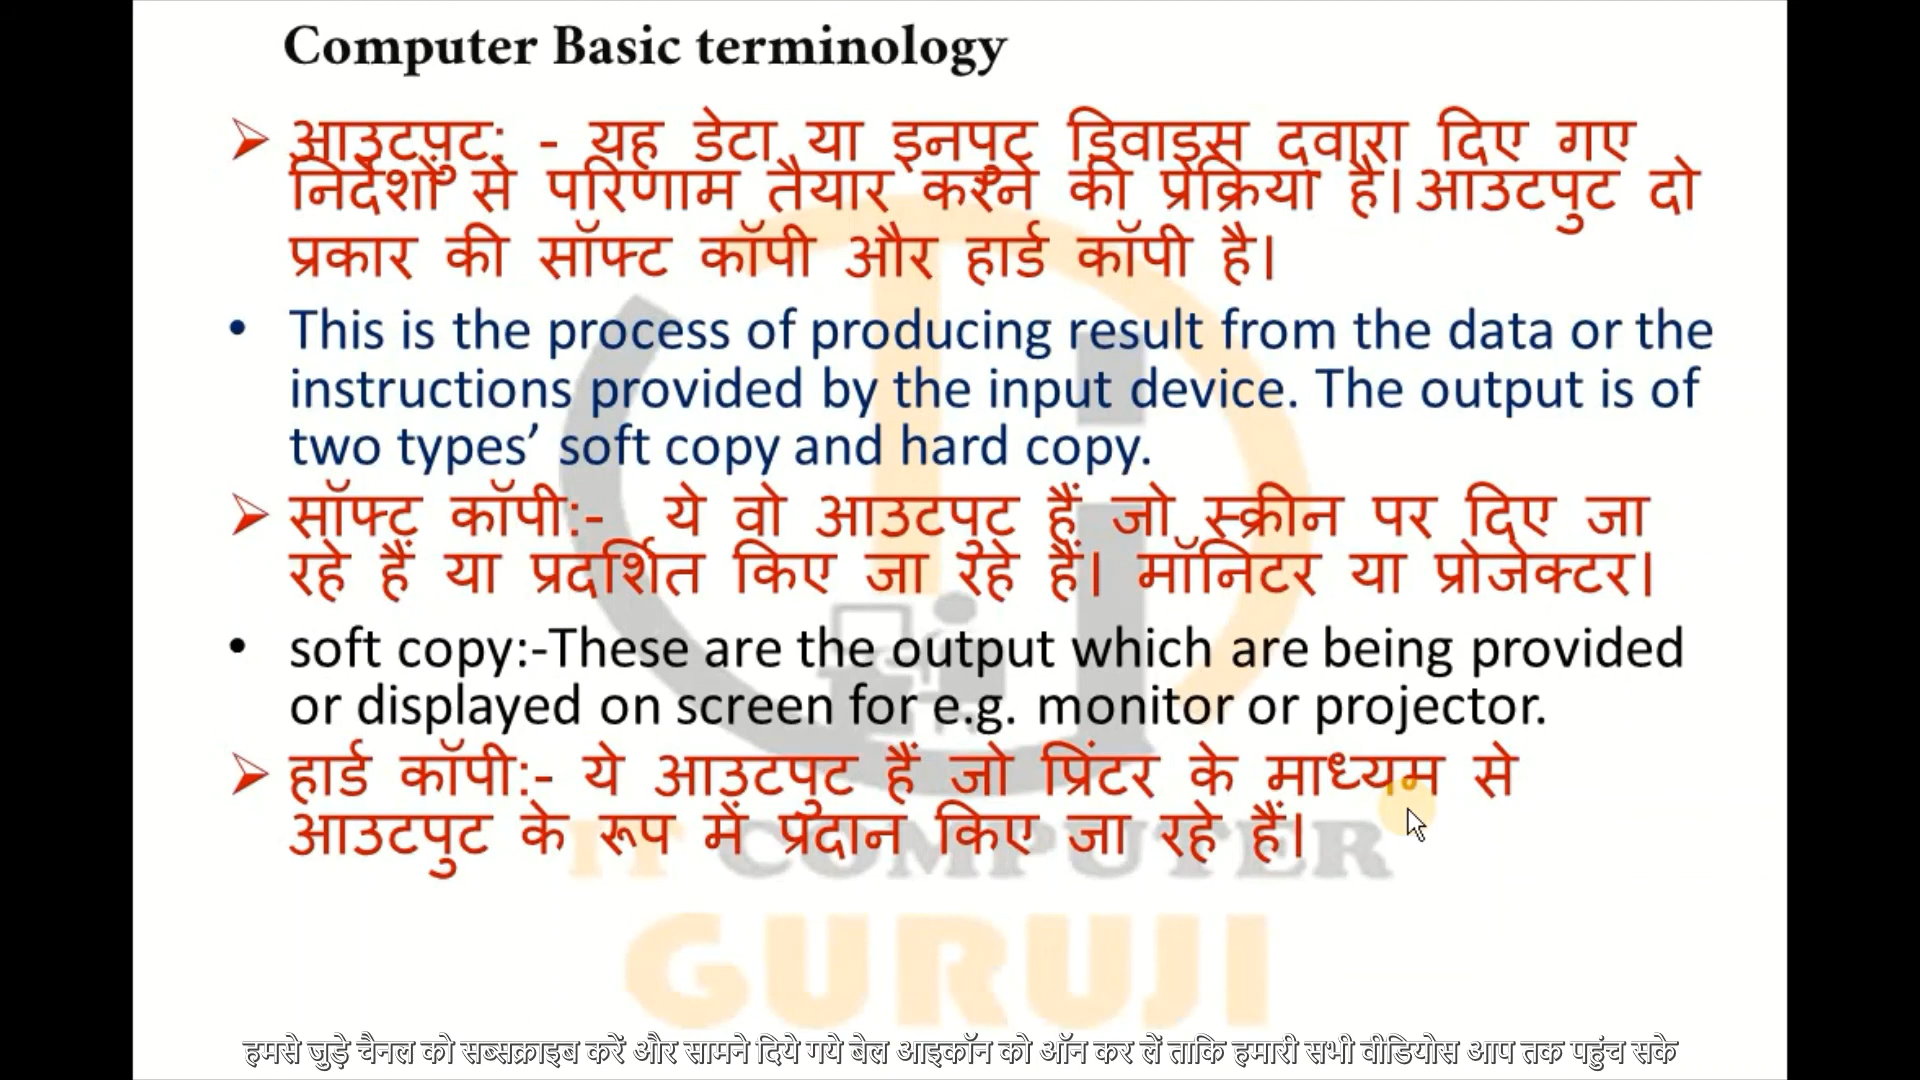 Computer Basic terminology
➢ आउटपुट: - यह डेटा या इनपुट डिवाइस दवारा दिए गए
निर्देशों से परिणाम तैयार करने की प्रक्रिया है। आउटपुट दो
प्रकार की सॉफ्ट कॉपी और हार्ड कॉपी है।
• This is the process of producing result from the data or the
instructions provided by the input device. The output is of
two types’ soft copy and hard copy.
➢ सॉफ्ट कॉपी:- ये वो आउटपुट हैं जो स्क्रीन पर दिए जा
रहे हैं या प्रदर्शित किए जा रहे हैं। मॉनिटर या प्रोजेक्टर।
• soft copy:-These are the output which are being provided
or displayed on screen for e.g. monitor or projector.
➢ हार्ड कॉपी:- ये आउटपुट हैं जो प्रिंटर के माध्यम से
आउटपुट के रूप में प्रदान किए जा रहे हैं।
IT COMPUTER
GURUJI
हमसे जुड़े चैनल को सब्सक्राइब करें और सामने दिये गये बेल आइकॉन को ऑन कर लें ताकि हमारी सभी वीडियोस आप तक पहुंच सके